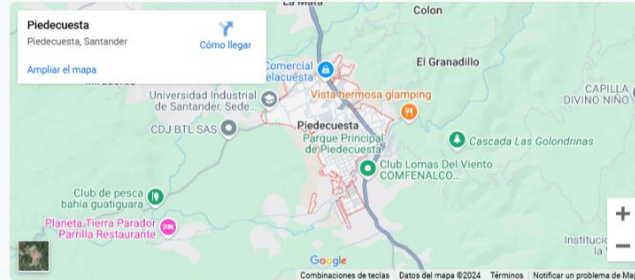 Piedecuesta
Piedecuesta, Santander
Cómo llegar
Ampliar el mapa
La Mata
Colon
El Granadillo
Comercial
elacuesta
Universidad Industrial
de Santander, Sede...
Vista hermosa glamping
CAPILLA
DIVINO NIÑO
CDJ BTL SAS
Piedecuesta
Parque Principal
de Piedecuesta
Cascada Las Golondrinas
Club Lomas Del Viento
COMFENALCO...
Club de pesca
bahia guatiguara
Planeta Tierra Parador
Parrilla Restaurante
Google
Combinaciones de teclas
Datos del mapa ©2024
Términos
Notificar un problema de Ma